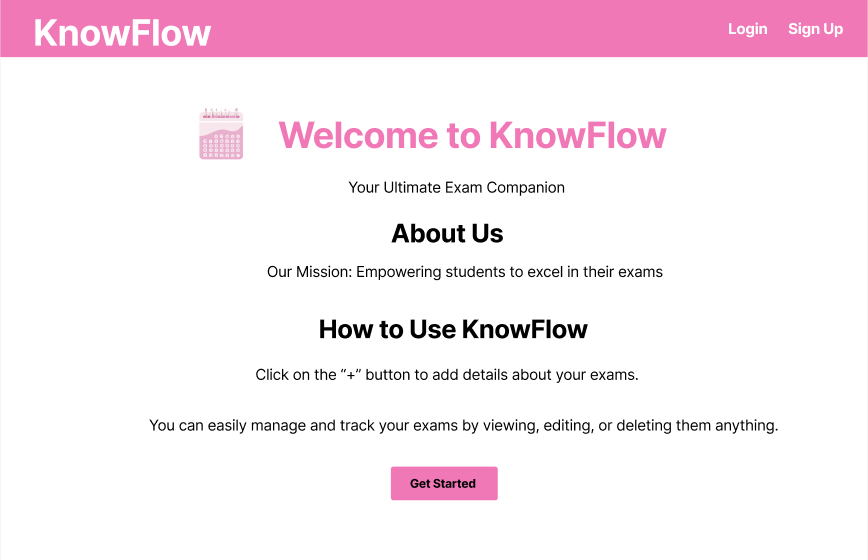 KnowFlow
Login Sign Up
Welcome to KnowFlow
Your Ultimate Exam Companion
About Us
Our Mission: Empowering students to excel in their exams
How to Use KnowFlow
Click on the “+” button to add details about your exams.
You can easily manage and track your exams by viewing, editing, or deleting them anything.
Get Started